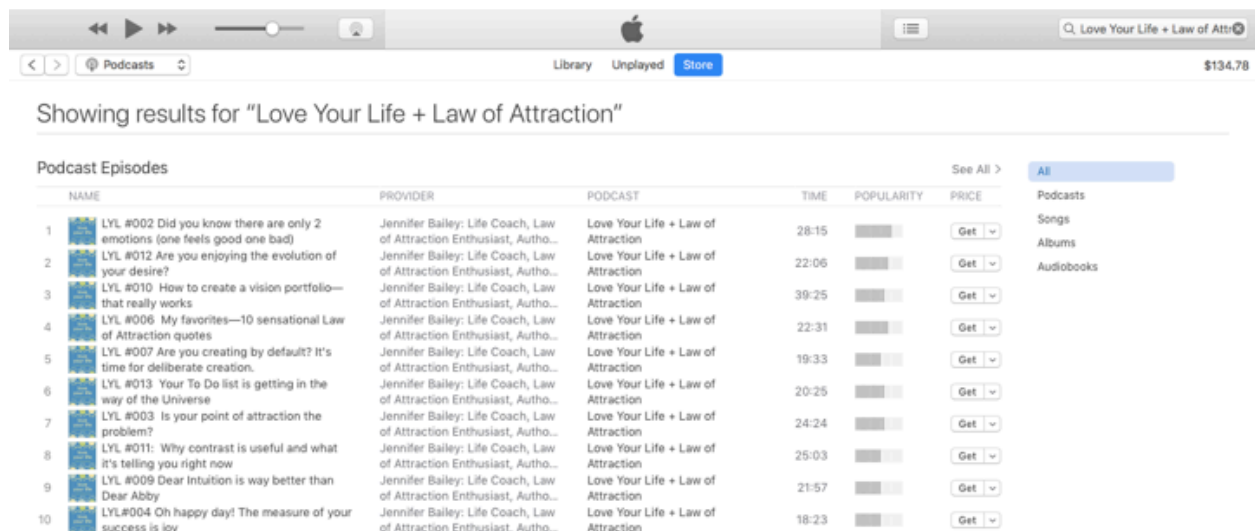 Love Your Life + Law of Attr
Podcasts
Library Unplayed Store
$134.78
Showing results for “Love Your Life + Law of Attraction”
Podcast Episodes
See All >
NAME PROVIDER PODCAST TIME POPULARITY PRICE
1 LYL #002 Did you know there are only 2 Jennifer Bailey: Life Coach, Law Love Your Life + Law of 28:15 Get
emotions (one feels good one bad) of Attraction Enthusiast, Autho... Attraction
2 LYL #012 Are you enjoying the evolution of Jennifer Bailey: Life Coach, Law Love Your Life + Law of 22:06 Get
your desire? of Attraction Enthusiast, Autho... Attraction
3 LYL #010 How to create a vision portfolio— Jennifer Bailey: Life Coach, Law Love Your Life + Law of 39:25 Get
that really works of Attraction Enthusiast, Autho... Attraction
4 LYL #006 My favorites—10 sensational Law Jennifer Bailey: Life Coach, Law Love Your Life + Law of 22:31 Get
of Attraction quotes of Attraction Enthusiast, Autho... Attraction
5 LYL #007 Are you creating by default? It's Jennifer Bailey: Life Coach, Law Love Your Life + Law of 19:33 Get
time for deliberate creation. of Attraction Enthusiast, Autho... Attraction
6 LYL #013 Your To Do list is getting in the Jennifer Bailey: Life Coach, Law Love Your Life + Law of 20:25 Get
way of the Universe of Attraction Enthusiast, Autho... Attraction
7 LYL #003 Is your point of attraction the Jennifer Bailey: Life Coach, Law Love Your Life + Law of 24:24 Get
problem? of Attraction Enthusiast, Autho... Attraction
8 LYL #011: Why contrast is useful and what Jennifer Bailey: Life Coach, Law Love Your Life + Law of 25:03 Get
it's telling you right now of Attraction Enthusiast, Autho... Attraction
9 LYL #009 Dear Intuition is way better than Jennifer Bailey: Life Coach, Law Love Your Life + Law of 21:57 Get
Dear Abby of Attraction Enthusiast, Autho... Attraction
10 LYL#004 Oh happy day! The measure of your Jennifer Bailey: Life Coach, Law Love Your Life + Law of 18:23 Get
success is joy of Attraction Enthusiast, Autho... Attraction
All
Podcasts
Songs
Albums
Audiobooks